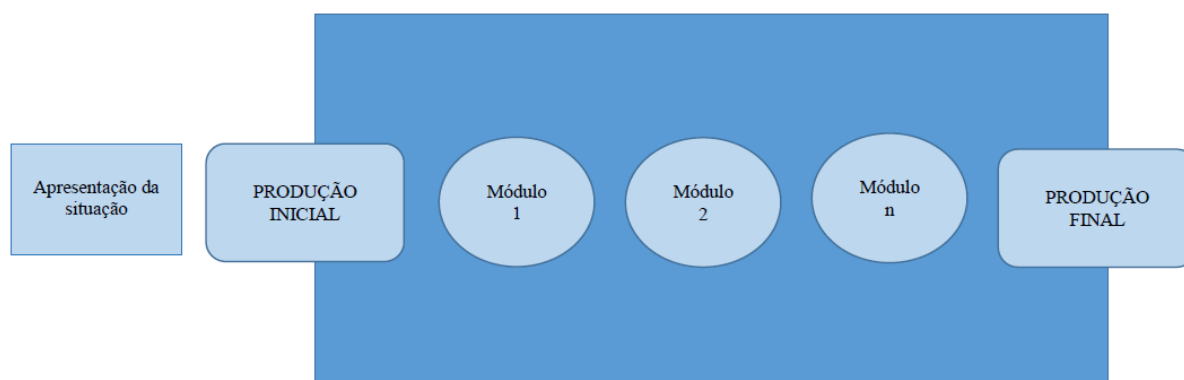 Apresentação da
situação
PRODUÇÃO
INICIAL
Módulo
1
Módulo
2
Módulo
n
PRODUÇÃO
FINAL